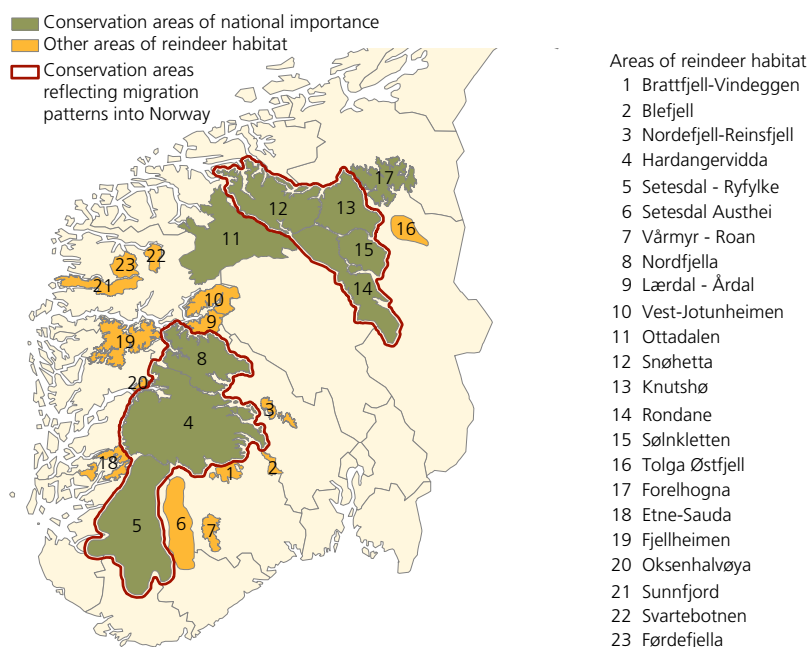 Conservation areas of national importance
Other areas of reindeer habitat
Conservation areas
reflecting migration
patterns into Norway
Areas of reindeer habitat
1 Brattfjell-Vindeggen
2 Blefjell
3 Nordefjell-Reinsfjell
4 Hardangervidda
5 Setesdal - Ryfylke
6 Setesdal Austhei
7 Vårmyr - Roan
8 Nordfjella
9 Lærdal - Årdal
10 Vest-Jotunheimen
11 Ottadalen
12 Snøhetta
13 Knutshø
14 Rondane
15 Sølnkletten
16 Tolga Østfjell
17 Forelhogna
18 Etne-Sauda
19 Fjellheimen
20 Oksenhalvøya
21 Sunnfjord
22 Svartebotnen
23 Førdefjella
17
12
13
16
11
15
22
23
21
14
10
9
19
8
20
3
4
18
1
2
5
6
7